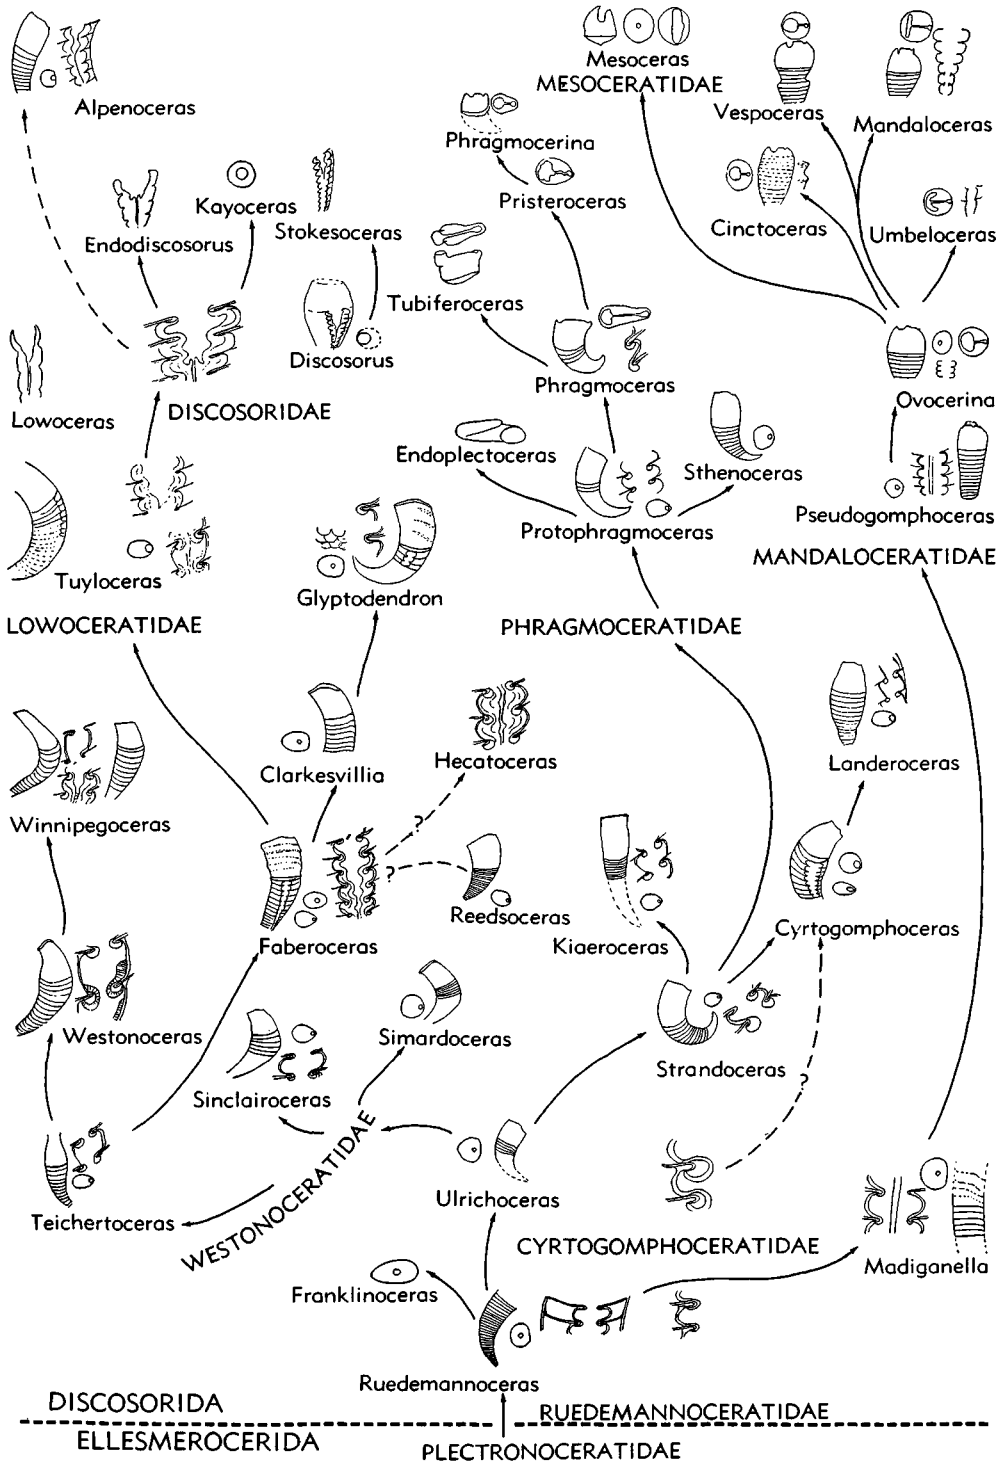 Mesoceras
MESOCERATIDAE
Alpenoceras
Vespoceras
Mandaloceras
Phragmocerina
Kayoceras
Pristeroceras
Endodiscosorus
Stokesoceras
Cinctoceras
Umbeloceras
Tubiferoceras
Discosorus
Phragmoceras
Ovocerina
Lowoceras
DISCOSORIDAE
Endoplectoceras
Sthenoceras
Pseudogomphoceras
Protophragmoceras
MANDALOCERATIDAE
Tuyloceras
Glyptodendron
LOWOCERATIDAE
PHRAGMOCERATIDAE
Clarkesvillia
Hecatoceras
Landeroceras
Winnipegoceras
?
?
Reedsoceras
Faberoceras
Kiaeroceras
Cyrtogomphoceras
Westonoceras
Simardoceras
Strandoceras
?
Sinclairoceras
WESTONOCERATIDAE
Ulrichoceras
Teichertoceras
CYRTOGOMPHOCERATIDAE
Madiganella
Franklinoceras
Ruedemannoceras
DISCOSORIDA
RUEDEMANNOCERATIDAE
ELLESMEROCERIDA
PLECTRONOCERATIDAE